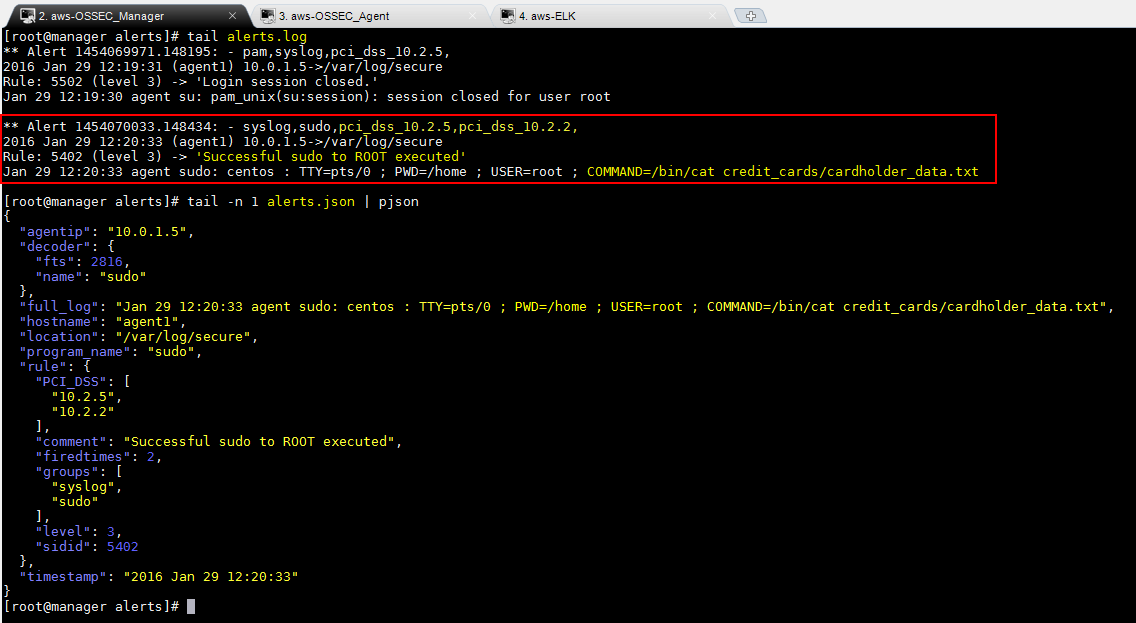 2. aws-OSSEC_Manager
3. aws-OSSEC_Agent
4. aws-ELK
[root@manager alerts]# tail alerts.log
** Alert 1454069971.148195: - pam,syslog,pci_dss_10.2.5,
2016 Jan 29 12:19:31 (agent1) 10.0.1.5->/var/log/secure
Rule: 5502 (level 3) -> 'Login session closed.'
Jan 29 12:19:30 agent su: pam_unix(su:session): session closed for user root
** Alert 1454070033.148434: - syslog,sudo,pci_dss_10.2.5,pci_dss_10.2.2,
2016 Jan 29 12:20:33 (agent1) 10.0.1.5->/var/log/secure
Rule: 5402 (level 3) -> 'Successful sudo to ROOT executed'
Jan 29 12:20:33 agent sudo: centos : TTY=pts/0 ; PWD=/home ; USER=root ; COMMAND=/bin/cat credit_cards/cardholder_data.txt
[root@manager alerts]# tail -n 1 alerts.json | pjson
{
  "agentip": "10.0.1.5",
  "decoder": {
    "fts": 2816,
    "name": "sudo"
  },
  "full_log": "Jan 29 12:20:33 agent sudo: centos : TTY=pts/0 ; PWD=/home ; USER=root ; COMMAND=/bin/cat credit_cards/cardholder_data.txt",
  "hostname": "agent1",
  "location": "/var/log/secure",
  "program_name": "sudo",
  "rule": {
    "PCI_DSS": [
      "10.2.5",
      "10.2.2"
    ],
    "comment": "Successful sudo to ROOT executed",
    "firedtimes": 2,
    "groups": [
      "syslog",
      "sudo"
    ],
    "level": 3,
    "sidid": 5402
  },
  "timestamp": "2016 Jan 29 12:20:33"
}
[root@manager alerts]#